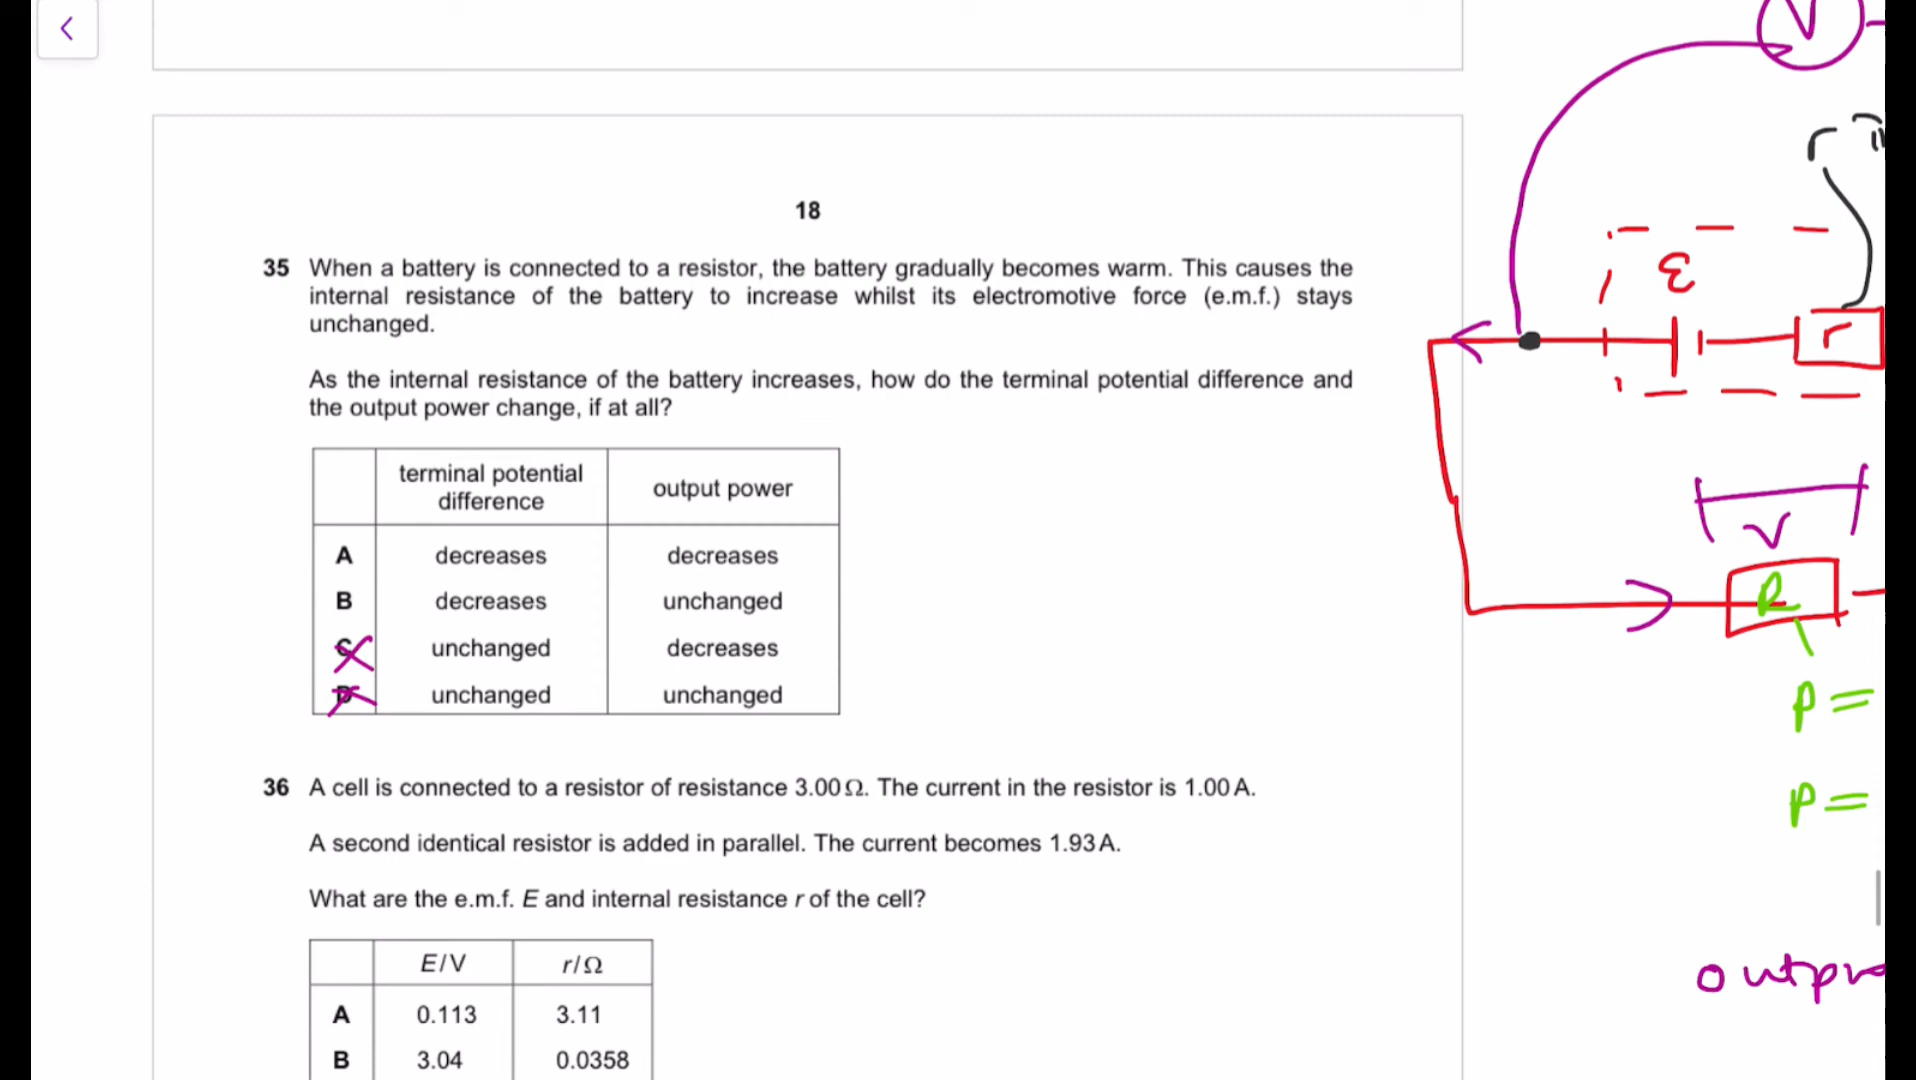 V
r
18
35 When a battery is connected to a resistor, the battery gradually becomes warm. This causes the
internal resistance of the battery to increase whilst its electromotive force (e.m.f.) stays
unchanged.
ε
r
As the internal resistance of the battery increases, how do the terminal potential difference and
the output power change, if at all?
terminal potential difference output power
A decreases decreases
B decreases unchanged
C unchanged decreases
D unchanged unchanged
V
R
P =
P =
36 A cell is connected to a resistor of resistance 3.00 Ω. The current in the resistor is 1.00 A.
A second identical resistor is added in parallel. The current becomes 1.93 A.
What are the e.m.f. E and internal resistance r of the cell?
E/V r/Ω
A 0.113 3.11
B 3.04 0.0358